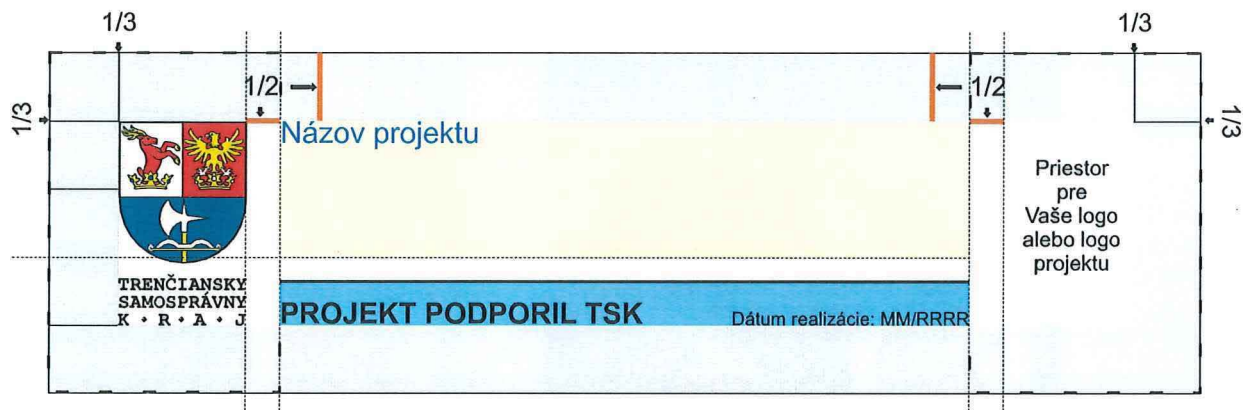 1/3
1/3
1/2
1/2
1/3
1/3
Názov projektu
Priestor
pre
Vaše logo
alebo logo
projektu
TRENČIANSKY
SAMOSPRÁVNY
K • R • A • J
PROJEKT PODPORIL TSK
Dátum realizácie: MM/RRRR